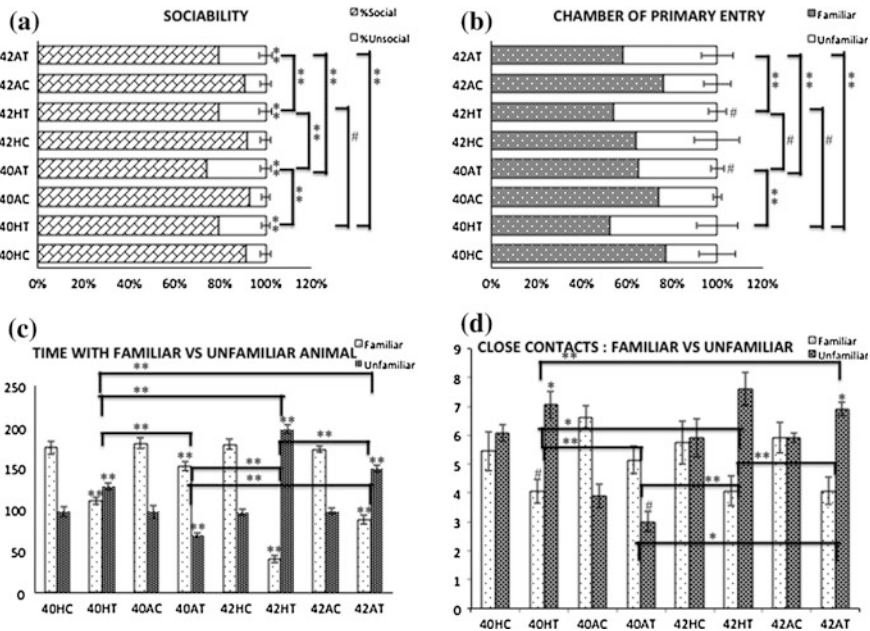 (a)
SOCIABILITY
%Social
%Unsocial
42AT
42AC
42HT
42HC
40AT
40AC
40HT
40HC
0% 20% 40% 60% 80% 100% 120%
** ** ** **
** ** ** ** ** ** #
(b)
CHAMBER OF PRIMARY ENTRY
Familiar
Unfamiliar
42AT
42AC
42HT
42HC
40AT
40AC
40HT
40HC
0% 20% 40% 60% 80% 100% 120%
# #
** ** # # ** **
(c)
TIME WITH FAMILIAR VS UNFAMILIAR ANIMAL
Familiar
Unfamiliar
250
200
150
100
50
0
**
**
** ** **
** ** ** ** **
** ** ** **
** **
40HC 40HT 40AC 40AT 42HC 42HT 42AC 42AT
(d)
CLOSE CONTACTS : FAMILIAR VS UNFAMILIAR
Familiar
Unfamiliar
9
8
7
6
5
4
3
2
1
0
**
* *
*
**
# ** **
#
*
40HC 40HT 40AC 40AT 42HC 42HT 42AC 42AT